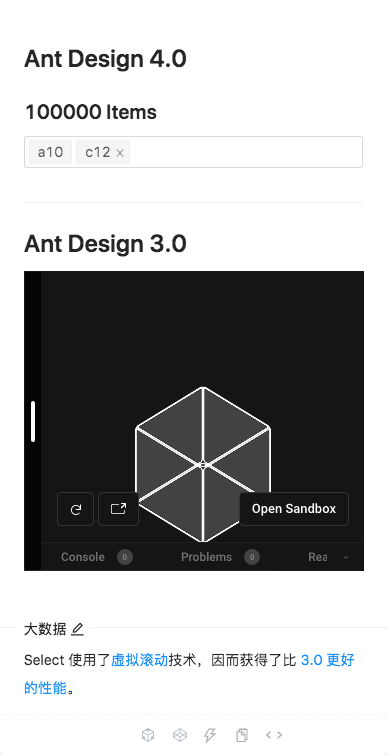 Ant Design 4.0
100000 Items
a10 c12
Ant Design 3.0
Open Sandbox
Console 0 Problems 0 Rea
大数据
Select 使用了虚拟滚动技术，因而获得了比 3.0 更好
的性能。